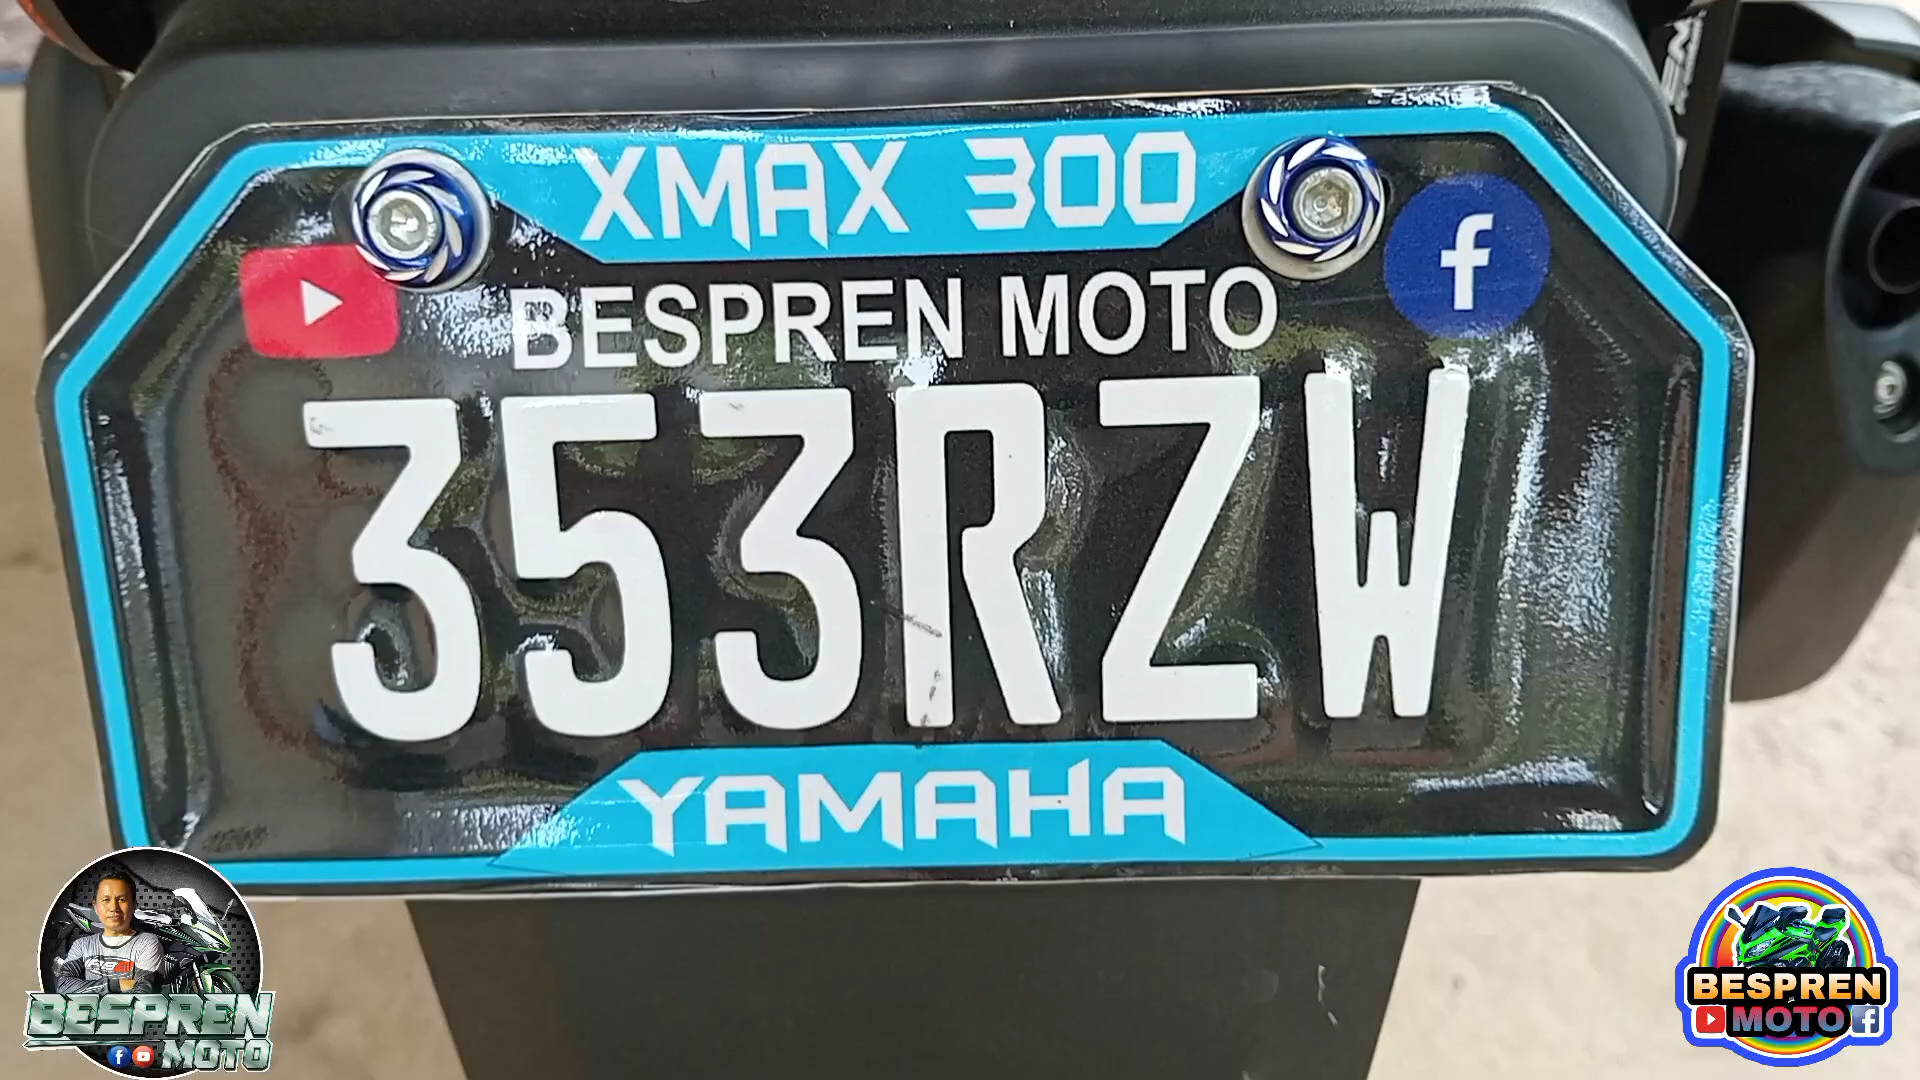 XMAX 300
BESPREN MOTO
353RZW
YAMAHA
BESPREN
MOTO
BESPREN
MOTO